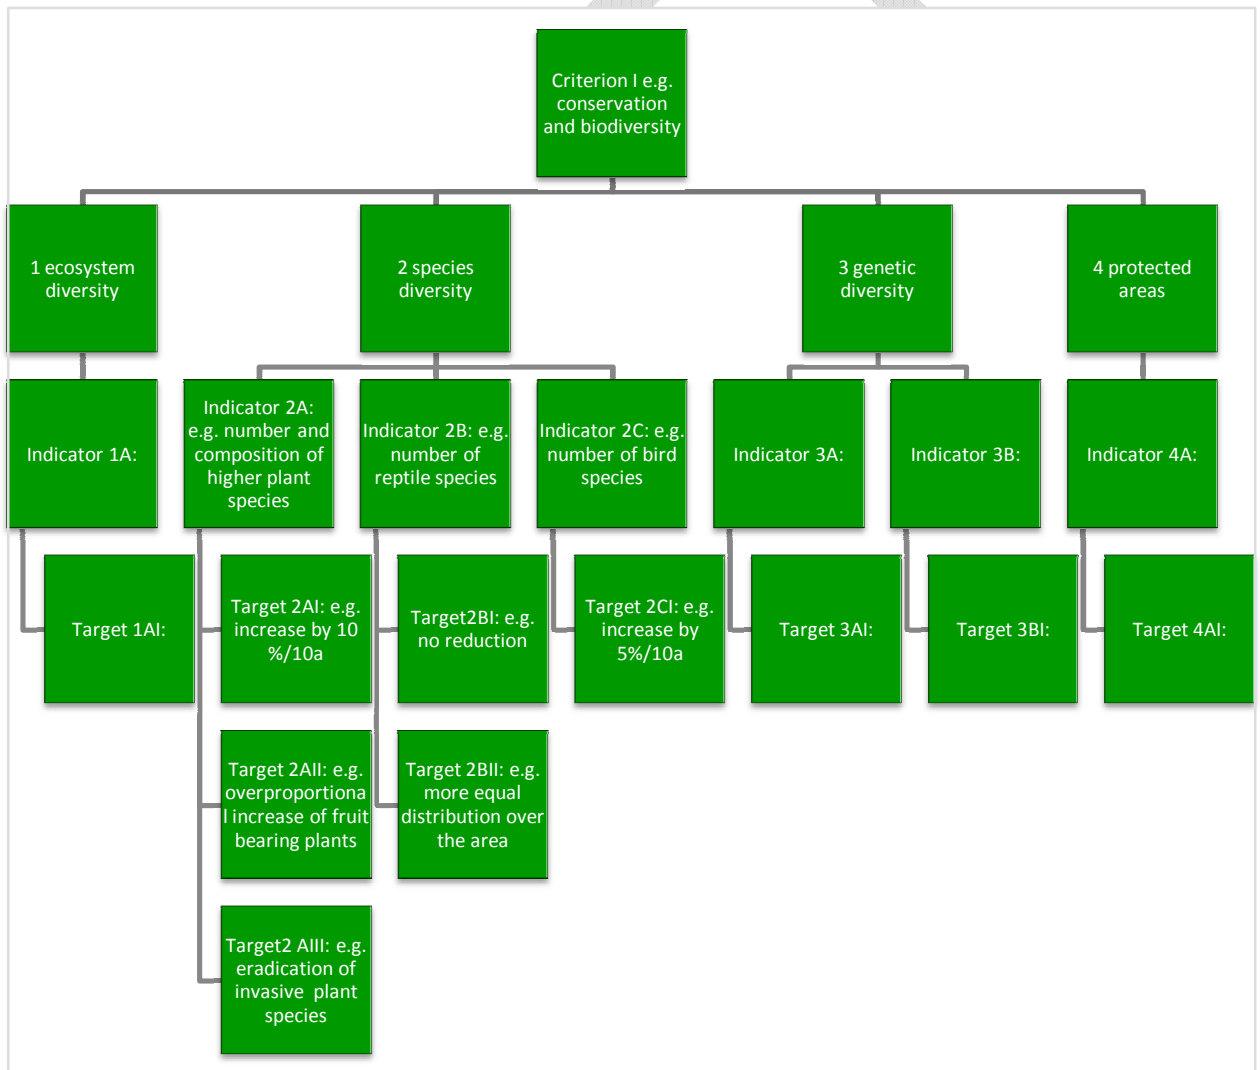 Criterion I e.g.
conservation
and biodiversity
1 ecosystem
diversity
2 species
diversity
3 genetic
diversity
4 protected
areas
Indicator 1A:
Indicator 2A:
e.g. number and
composition of
higher plant
species
Indicator 2B: e.g.
number of
reptile species
Indicator 2C: e.g.
number of bird
species
Indicator 3A:
Indicator 3B:
Indicator 4A:
Target 1AI:
Target 2AI: e.g.
increase by 10
%/10a
Target2BI: e.g.
no reduction
Target 2CI: e.g.
increase by
5%/10a
Target 3AI:
Target 3BI:
Target 4AI:
Target 2AII: e.g.
overproportiona
l increase of fruit
bearing plants
Target 2BII: e.g.
more equal
distribution over
the area
Target2 AIII: e.g.
eradication of
invasive  plant
species